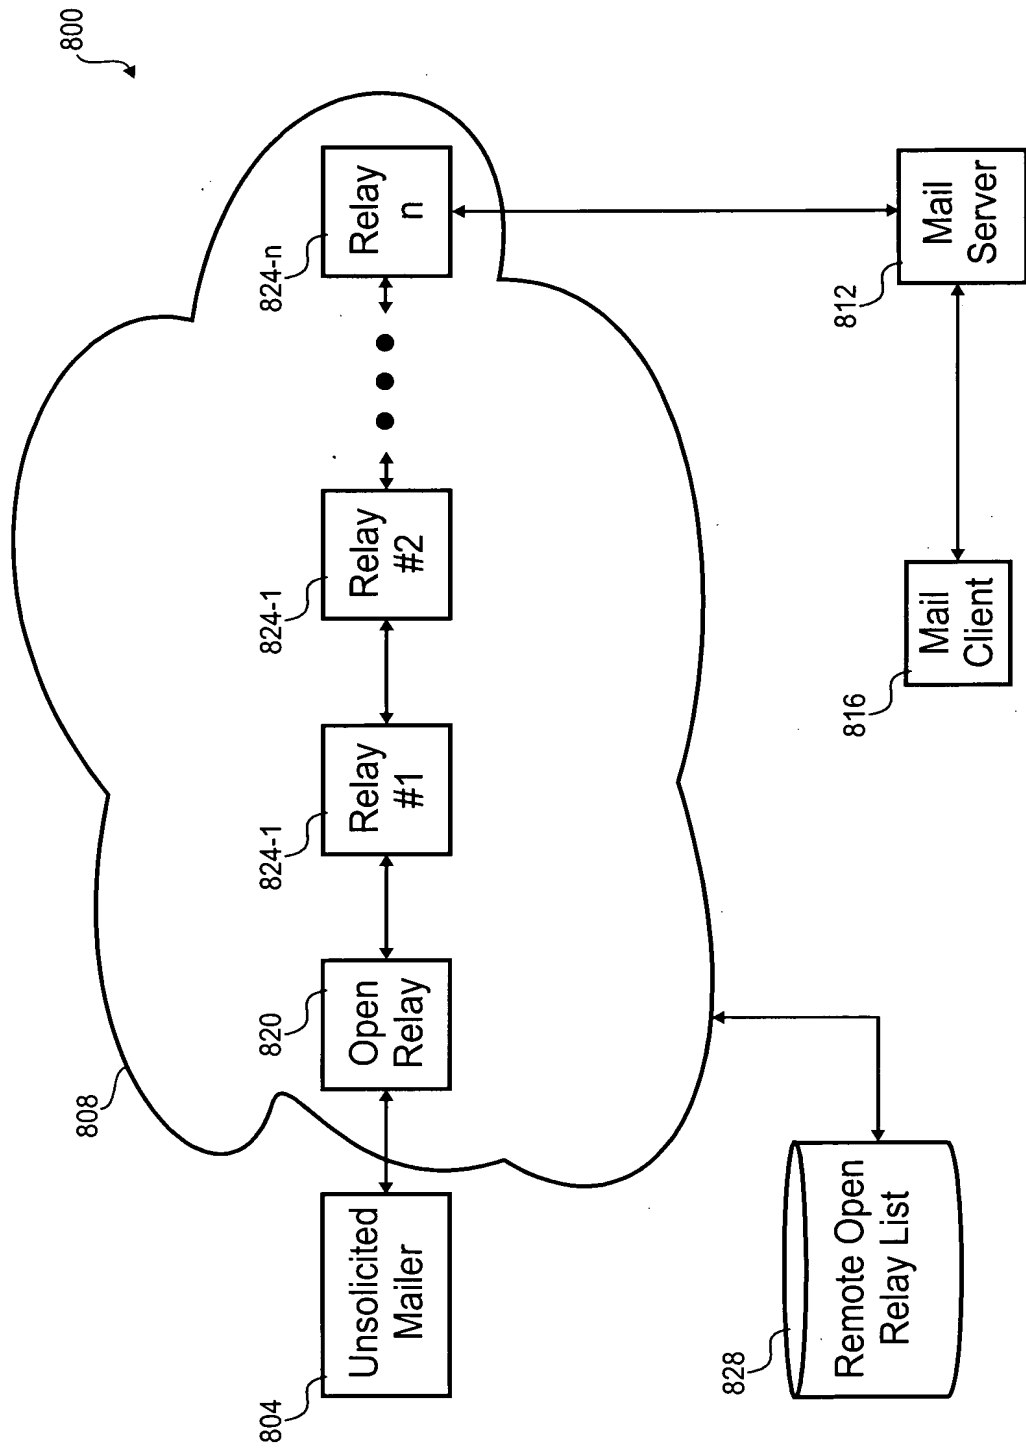 800
808
Unsolicited
Mailer
804
Open
Relay
820
Relay
#1
824-1
Relay
#2
824-1
Relay
n
824-n
Remote Open
Relay List
828
Mail
Client
816
Mail
Server
812